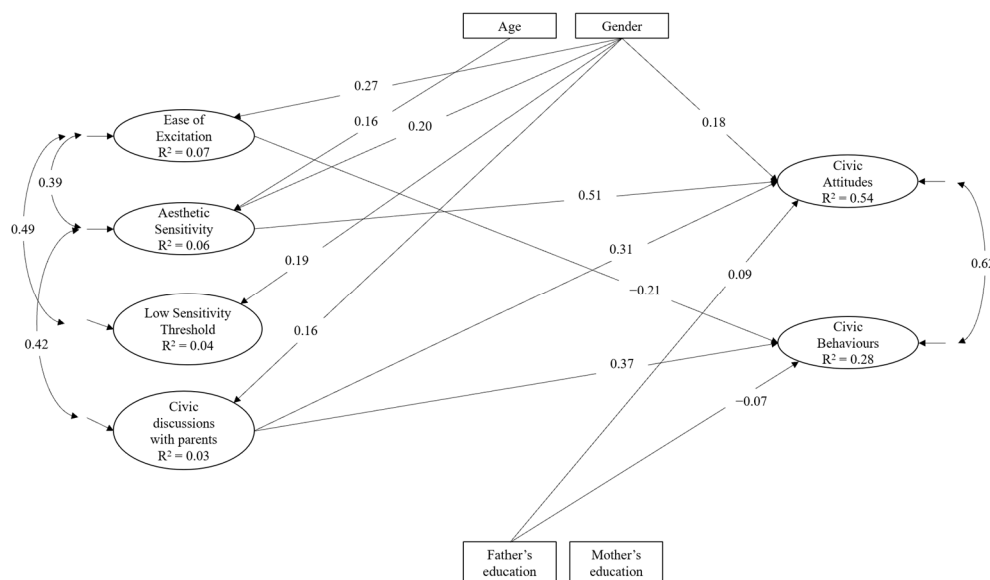 Age
Gender
0.27
0.16
0.20
0.18
Ease of
Excitation
R² = 0.07
0.39
0.49
Aesthetic
Sensitivity
R² = 0.06
0.51
Civic
Attitudes
R² = 0.54
0.19
0.31
0.09
−0.21
Low Sensitivity
Threshold
R² = 0.04
0.16
0.42
Civic
Behaviours
R² = 0.28
0.37
−0.07
Civic
discussions
with parents
R² = 0.03
Father's
education
Mother's
education